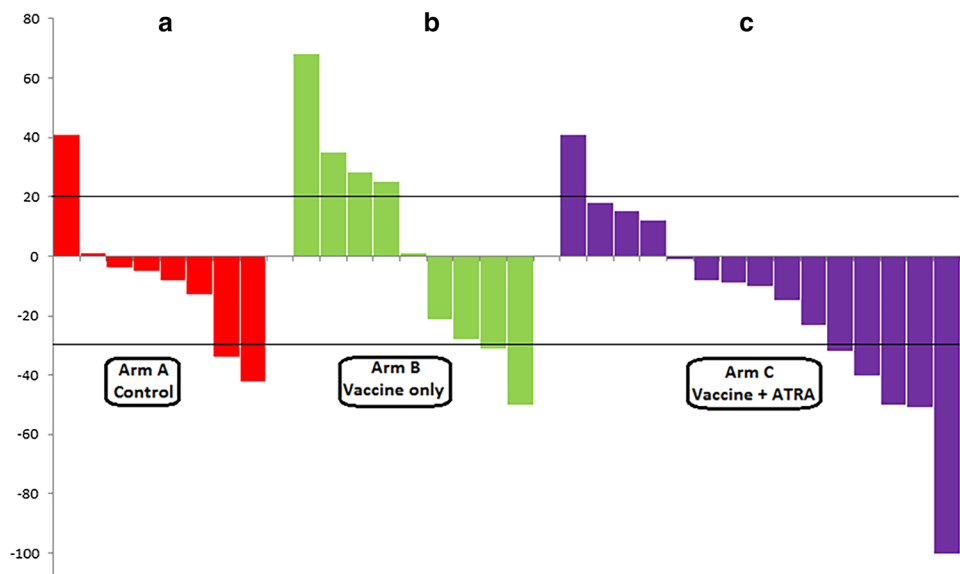 a
b
c
80
60
40
20
0
-20
-40
-60
-80
-100
Arm A
Control
Arm B
Vaccine only
Arm C
Vaccine + ATRA